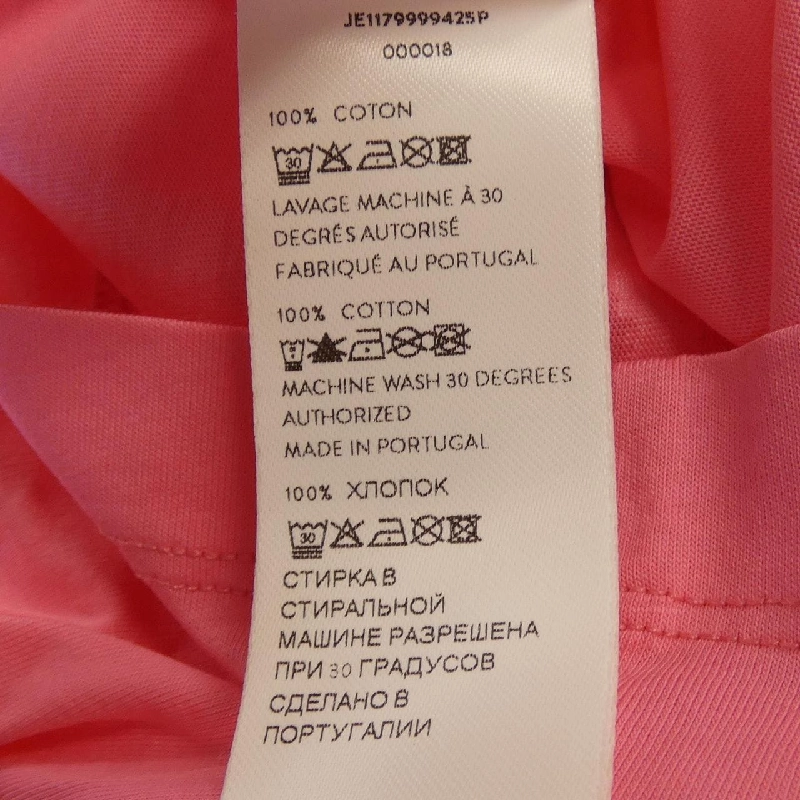 JE1179999425P
000018
100% COTON
30
LAVAGE MACHINE À 30
DEGRÉS AUTORISÉ
FABRIQUÉ AU PORTUGAL
100% COTTON
MACHINE WASH 30 DEGREES
AUTHORIZED
MADE IN PORTUGAL
100% ХЛОПОК
30
СТИРКА В
СТИРАЛЬНОЙ
МАШИНЕ РАЗРЕШЕНА
ПРИ 30 ГРАДУСОВ
СДЕЛАНО В
ПОРТУГАЛИИ